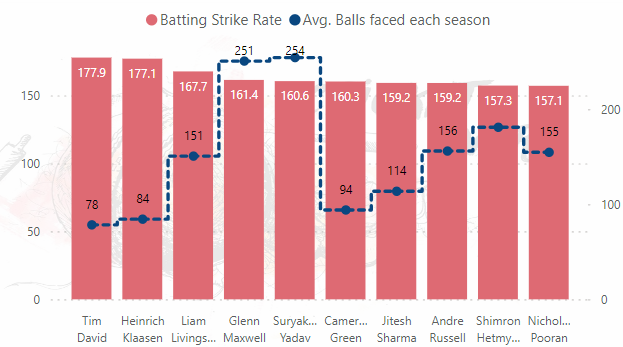 Batting Strike Rate Avg. Balls faced each season
177.9 177.1 167.7 161.4 160.6 160.3 159.2 159.2 157.3 157.1
78 84 151 251 254 94 114 156 155
150
100
50
0
200
100
0
Tim David
Heinrich Klaasen
Liam Livings...
Glenn Maxwell
Suryak... Yadav
Camer... Green
Jitesh Sharma
Andre Russell
Shimron Hetmy...
Nichol... Pooran